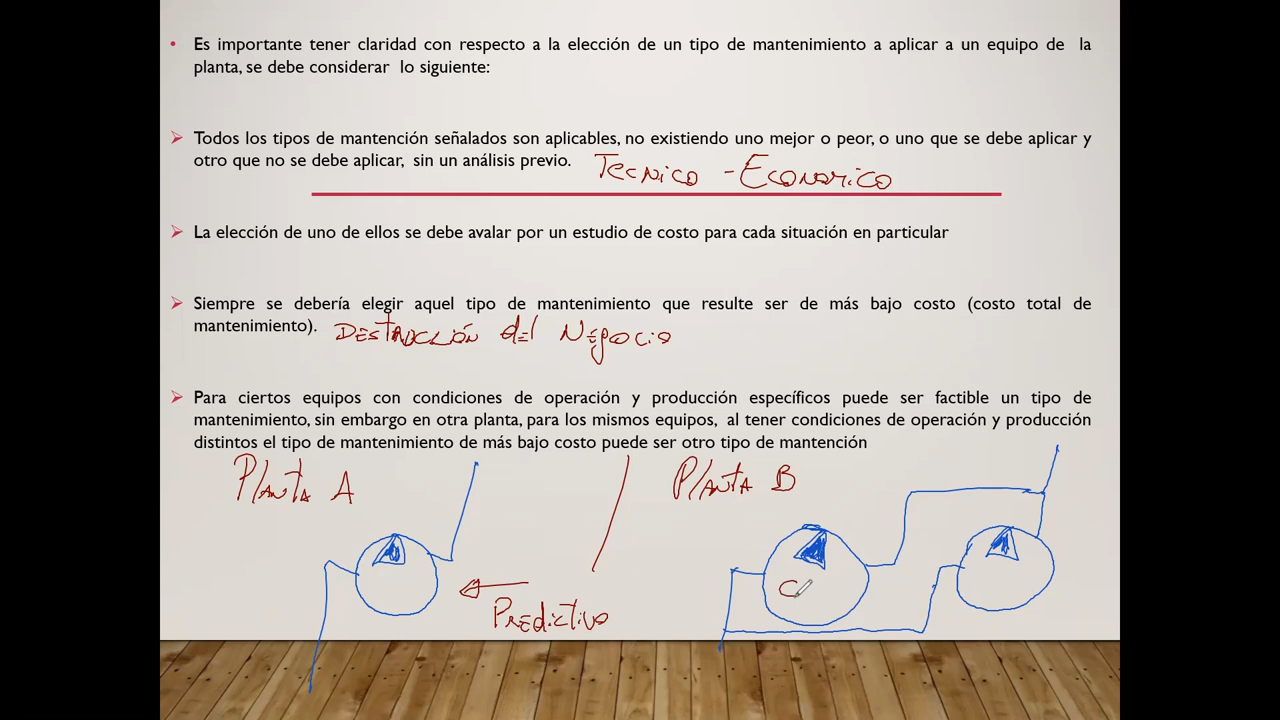 • Es importante tener claridad con respecto a la elección de un tipo de mantenimiento a aplicar a un equipo de la
planta, se debe considerar lo siguiente:
Todos los tipos de mantención señalados son aplicables, no existiendo uno mejor o peor, o uno que se debe aplicar y
otro que no se debe aplicar, sin un análisis previo. Tecnico - Economico
La elección de uno de ellos se debe avalar por un estudio de costo para cada situación en particular
Siempre se debería elegir aquel tipo de mantenimiento que resulte ser de más bajo costo (costo total de
mantenimiento). Destrucción del Negocio
Para ciertos equipos con condiciones de operación y producción específicos puede ser factible un tipo de
mantenimiento, sin embargo en otra planta, para los mismos equipos, al tener condiciones de operación y producción
distintos el tipo de mantenimiento de más bajo costo puede ser otro tipo de mantención
Planta A Planta B
C
Predictivo